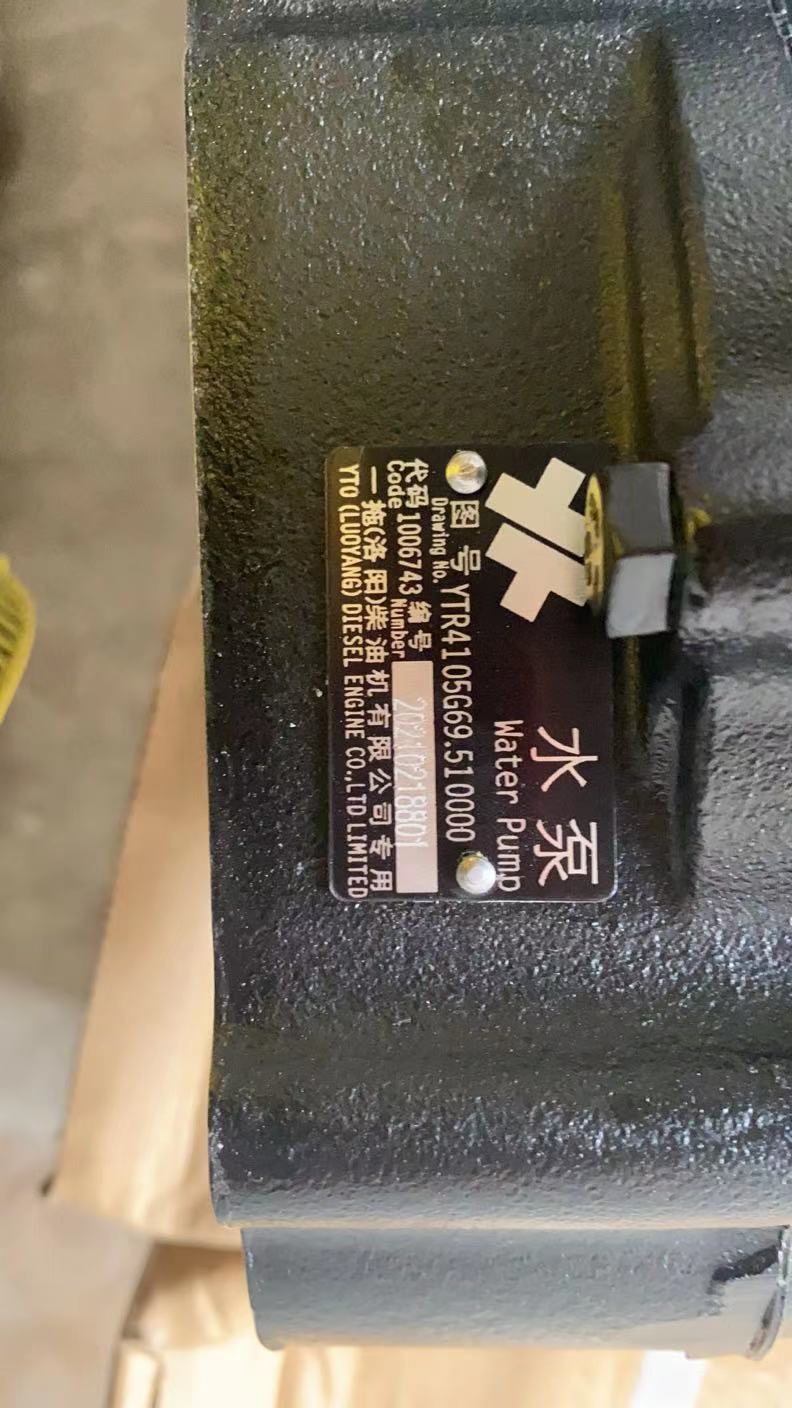 水泵
Water Pump
图号 YTR4105G69.510000
Drawing No.
代码 1006743 编号 20210218801
Code Number
一拖(洛阳)柴油机有限公司专用
YTO (LUOYANG) DIESEL ENGINE CO.,LTD LIMITED